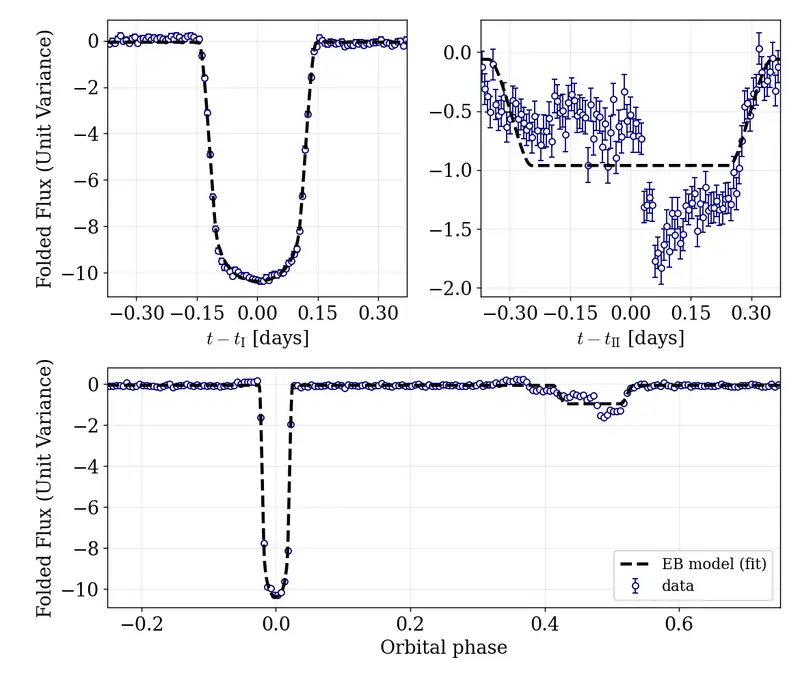 Folded Flux (Unit Variance)
0
−2
−4
−6
−8
−10
−0.30 −0.15 0.00 0.15 0.30
t − tI [days]
0.0
−0.5
−1.0
−1.5
−2.0
−0.30 −0.15 0.00 0.15 0.30
t − tII [days]
Folded Flux (Unit Variance)
0
−2
−4
−6
−8
−10
−0.2 0.0 0.2 0.4 0.6
Orbital phase
EB model (fit)
data